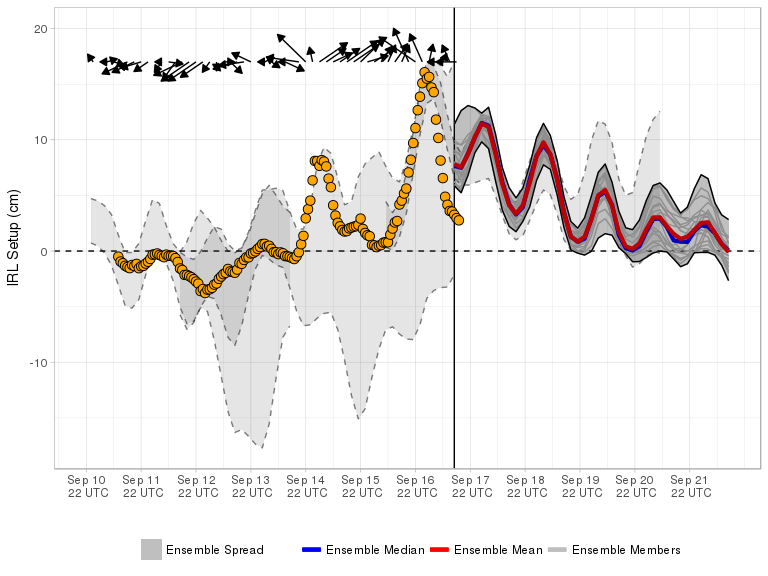 20
10
0
-10
IRL Setup (cm)
Sep 10 Sep 11 Sep 12 Sep 13 Sep 14 Sep 15 Sep 16 Sep 17 Sep 18 Sep 19 Sep 20 Sep 21
22 UTC 22 UTC 22 UTC 22 UTC 22 UTC 22 UTC 22 UTC 22 UTC 22 UTC 22 UTC 22 UTC 22 UTC
Ensemble Spread Ensemble Median Ensemble Mean Ensemble Members